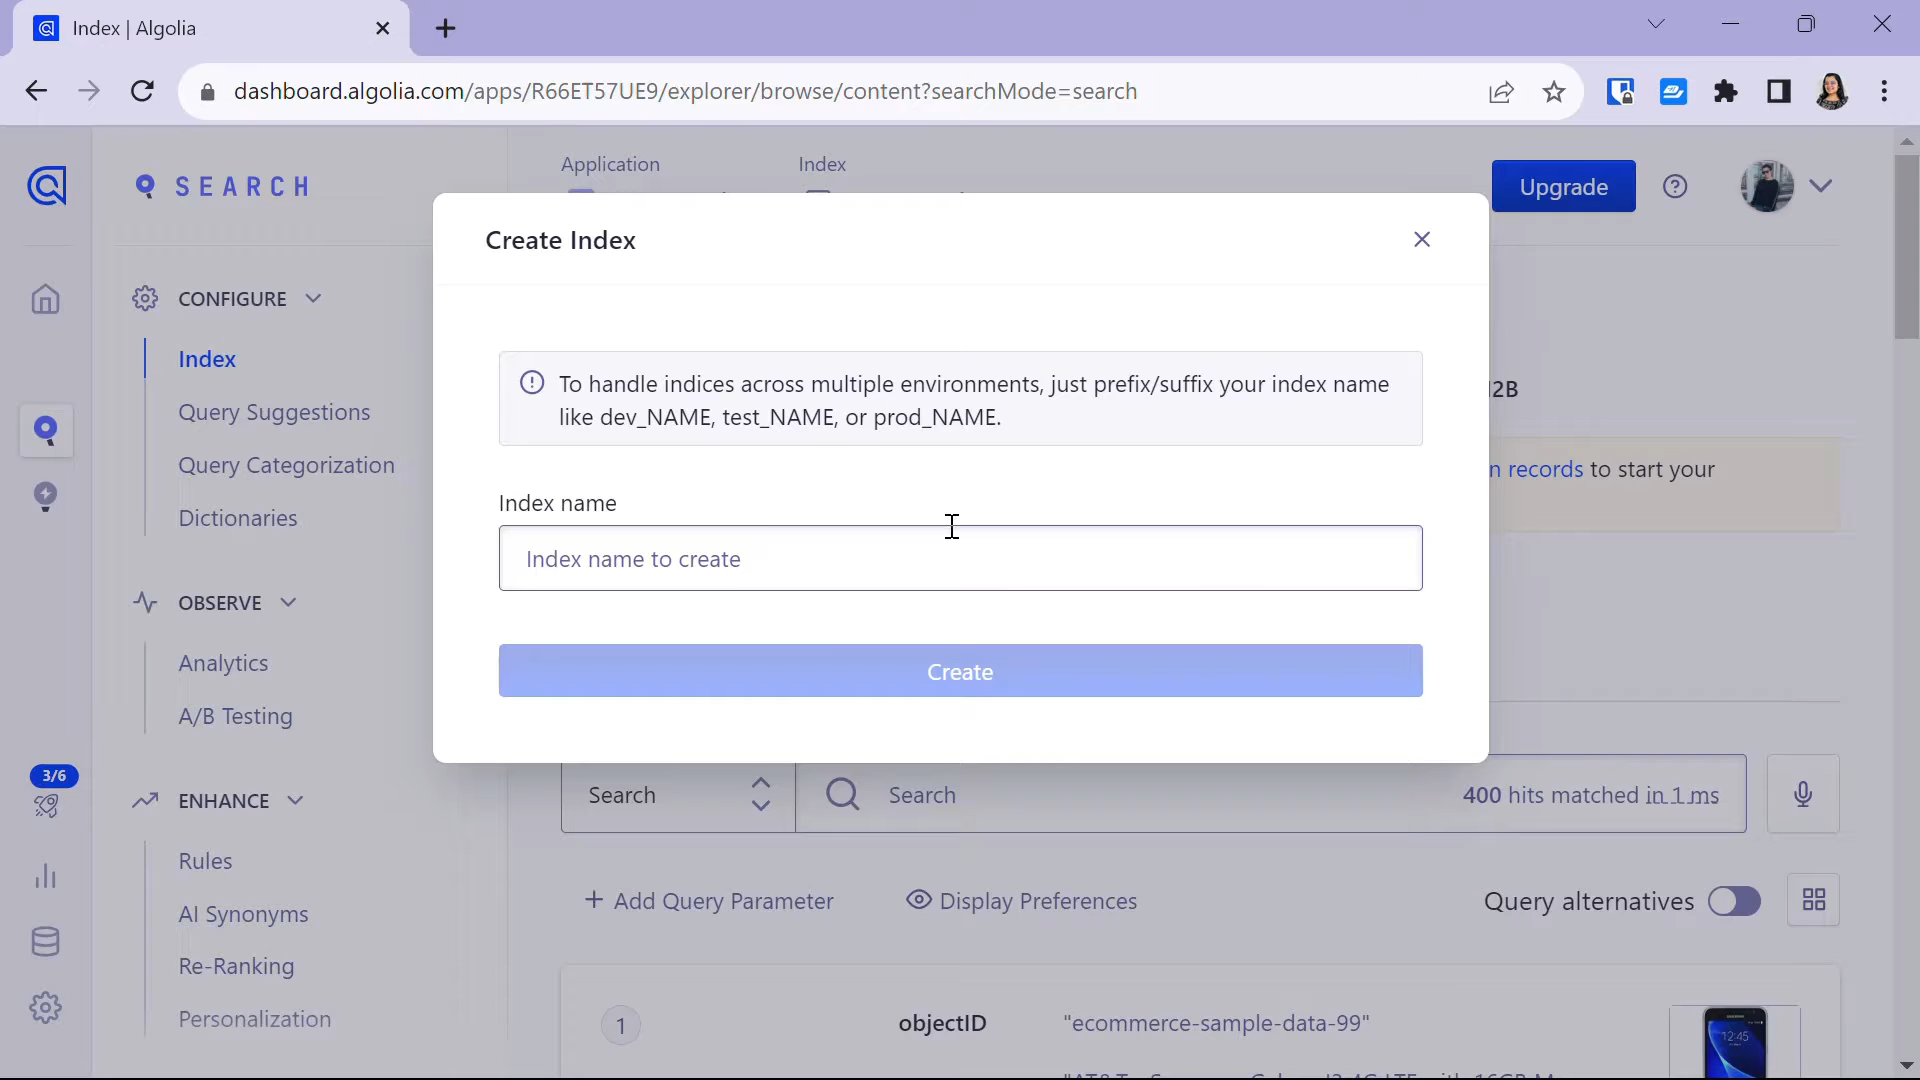 Index | Algolia
dashboard.algolia.com/apps/R66ET57UE9/explorer/browse/content?searchMode=search
SEARCH
Application
Index
Upgrade
Create Index
CONFIGURE
Index
Query Suggestions
Query Categorization
Dictionaries
To handle indices across multiple environments, just prefix/suffix your index name
like dev_NAME, test_NAME, or prod_NAME.
records to start your
Index name
Index name to create
Create
OBSERVE
Analytics
A/B Testing
3/6
ENHANCE
Rules
AI Synonyms
Re-Ranking
Personalization
Search
Search
400 hits matched in 1 ms
Add Query Parameter
Display Preferences
Query alternatives
1
objectID
"ecommerce-sample-data-99"
12:45